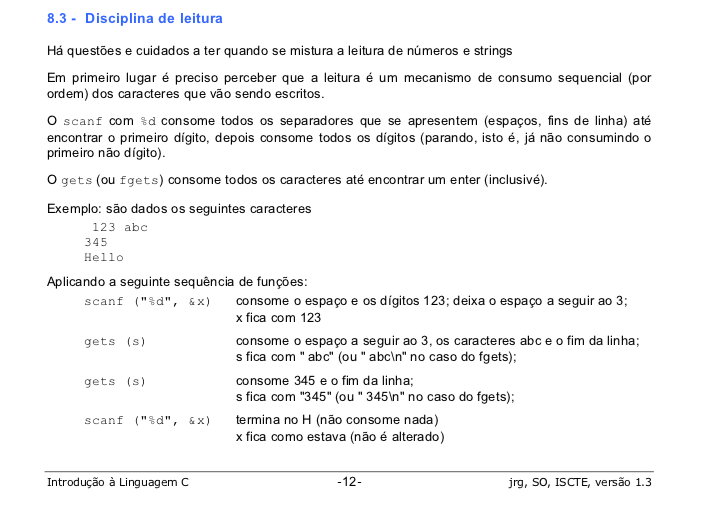 8.3 - Disciplina de leitura
Há questões e cuidados a ter quando se mistura a leitura de números e strings
Em primeiro lugar é preciso perceber que a leitura é um mecanismo de consumo sequencial (por
ordem) dos caracteres que vão sendo escritos.
O scanf com %d consome todos os separadores que se apresentem (espaços, fins de linha) até
encontrar o primeiro dígito, depois consome todos os dígitos (parando, isto é, já não consumindo o
primeiro não dígito).
O gets (ou fgets) consome todos os caracteres até encontrar um enter (inclusivé).
Exemplo: são dados os seguintes caracteres
 123 abc
345
Hello
Aplicando a seguinte sequência de funções:
scanf ("%d", &x) consome o espaço e os dígitos 123; deixa o espaço a seguir ao 3;
x fica com 123
gets (s) consome o espaço a seguir ao 3, os caracteres abc e o fim da linha;
s fica com " abc" (ou " abc\n" no caso do fgets);
gets (s) consome 345 e o fim da linha;
s fica com "345" (ou " 345\n" no caso do fgets);
scanf ("%d", &x) termina no H (não consome nada)
x fica como estava (não é alterado)
Introdução à Linguagem C -12- jrg, SO, ISCTE, versão 1.3